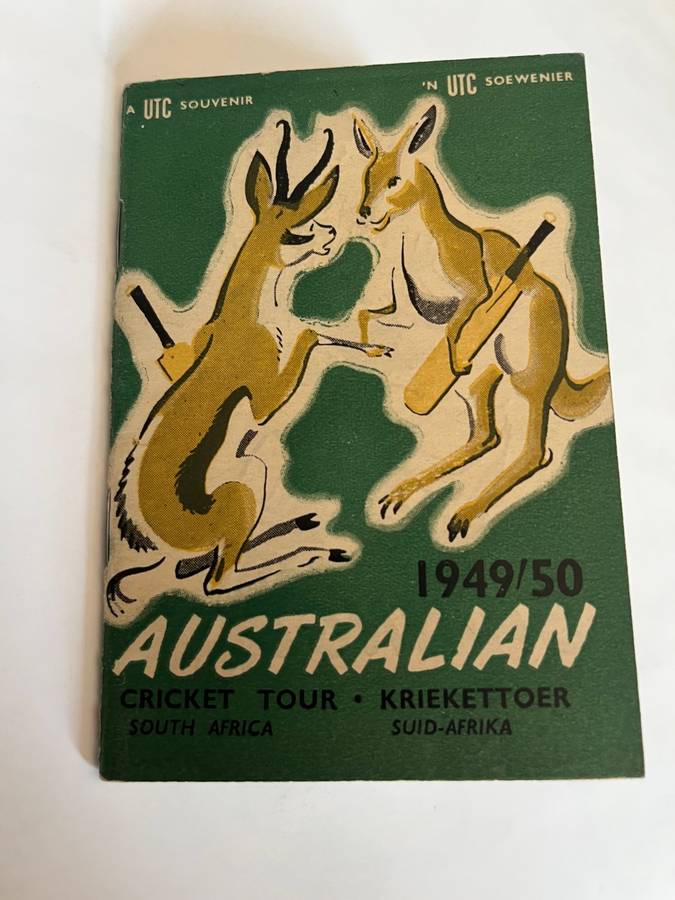 A UTC SOUVENIR
'N UTC SOEWENIER
1949/50
AUSTRALIAN
CRICKET TOUR • KRIEKETTOER
SOUTH AFRICA SUID-AFRIKA